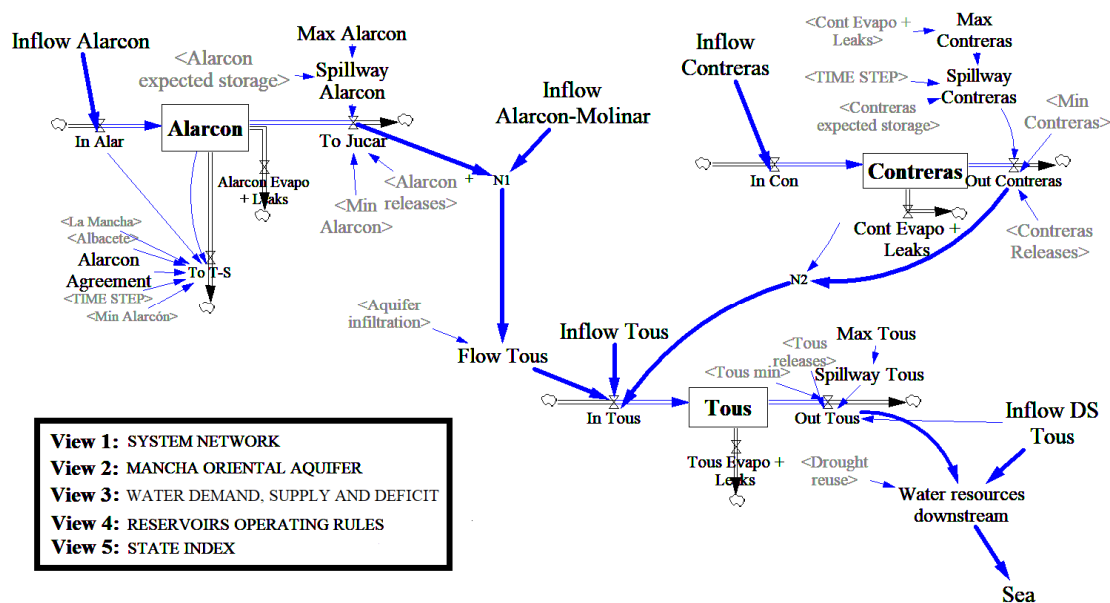 Inflow Alarcon
<Alarcon
expected storage>
Max Alarcon
Spillway
Alarcon
In Alar
Alarcon
To Jucar
Alarcon Evapo
+ Leaks
<Min
Alarcon>
<Alarcon +
releases>
<La Mancha>
<Albacete>
Alarcon
Agreement
<TIME STEP>
<Min Alarcón>
To T-S
Inflow
Alarcon-Molinar
N1
<Aquifer
infiltration>
Flow Tous
Inflow
Contreras
<Cont Evapo +
Leaks>
Max
Contreras
<TIME STEP>
Spillway
Contreras
<Contreras
expected storage>
<Min
Contreras>
In Con
Contreras
Out Contreras
Cont Evapo +
Leaks
<Contreras
Releases>
N2
Inflow Tous
<Tous
releases>
Max Tous
<Tous min>
Spillway Tous
In Tous
Tous
Out Tous
Tous Evapo +
Leaks
Inflow DS
Tous
<Drought
reuse>
Water resources
downstream
Sea
View 1: SYSTEM NETWORK
View 2: MANCHA ORIENTAL AQUIFER
View 3: WATER DEMAND, SUPPLY AND DEFICIT
View 4: RESERVOIRS OPERATING RULES
View 5: STATE INDEX